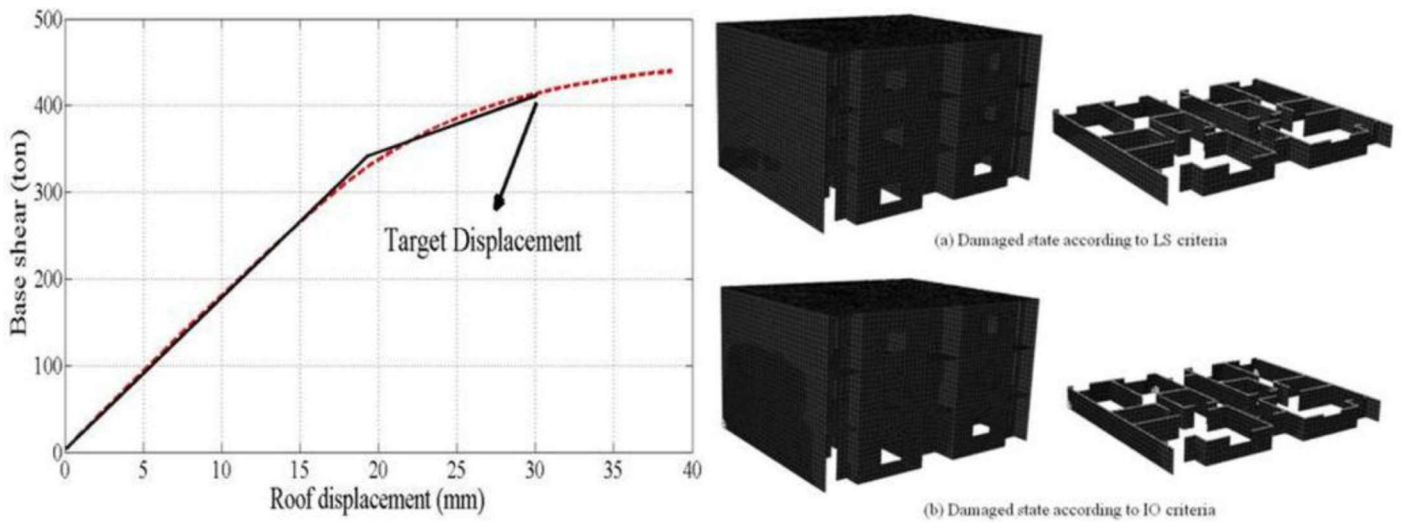 500
400
300
200
100
0
Base shear (ton)
Target Displacement
0 5 10 15 20 25 30 35 40
Roof displacement (mm)
(a) Damaged state according to LS criteria
(b) Damaged state according to IO criteria